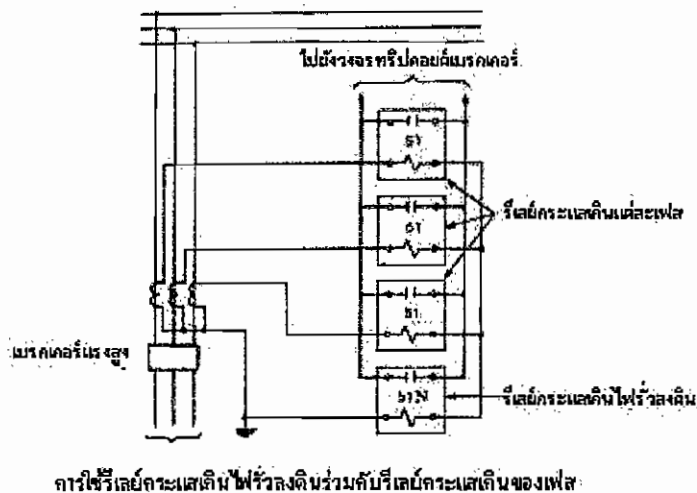 ไปยังวงจรทริปคอยล์เบรคเกอร์
51
51
รีเลย์กระแสเกินแต่ละเฟส
51
เบรคเกอร์แรงสูง
51N
รีเลย์กระแสเกินไฟรั่วลงดิน
การใช้รีเลย์กระแสเกินไฟรั่วลงดินร่วมกับรีเลย์กระแสเกินของเฟส